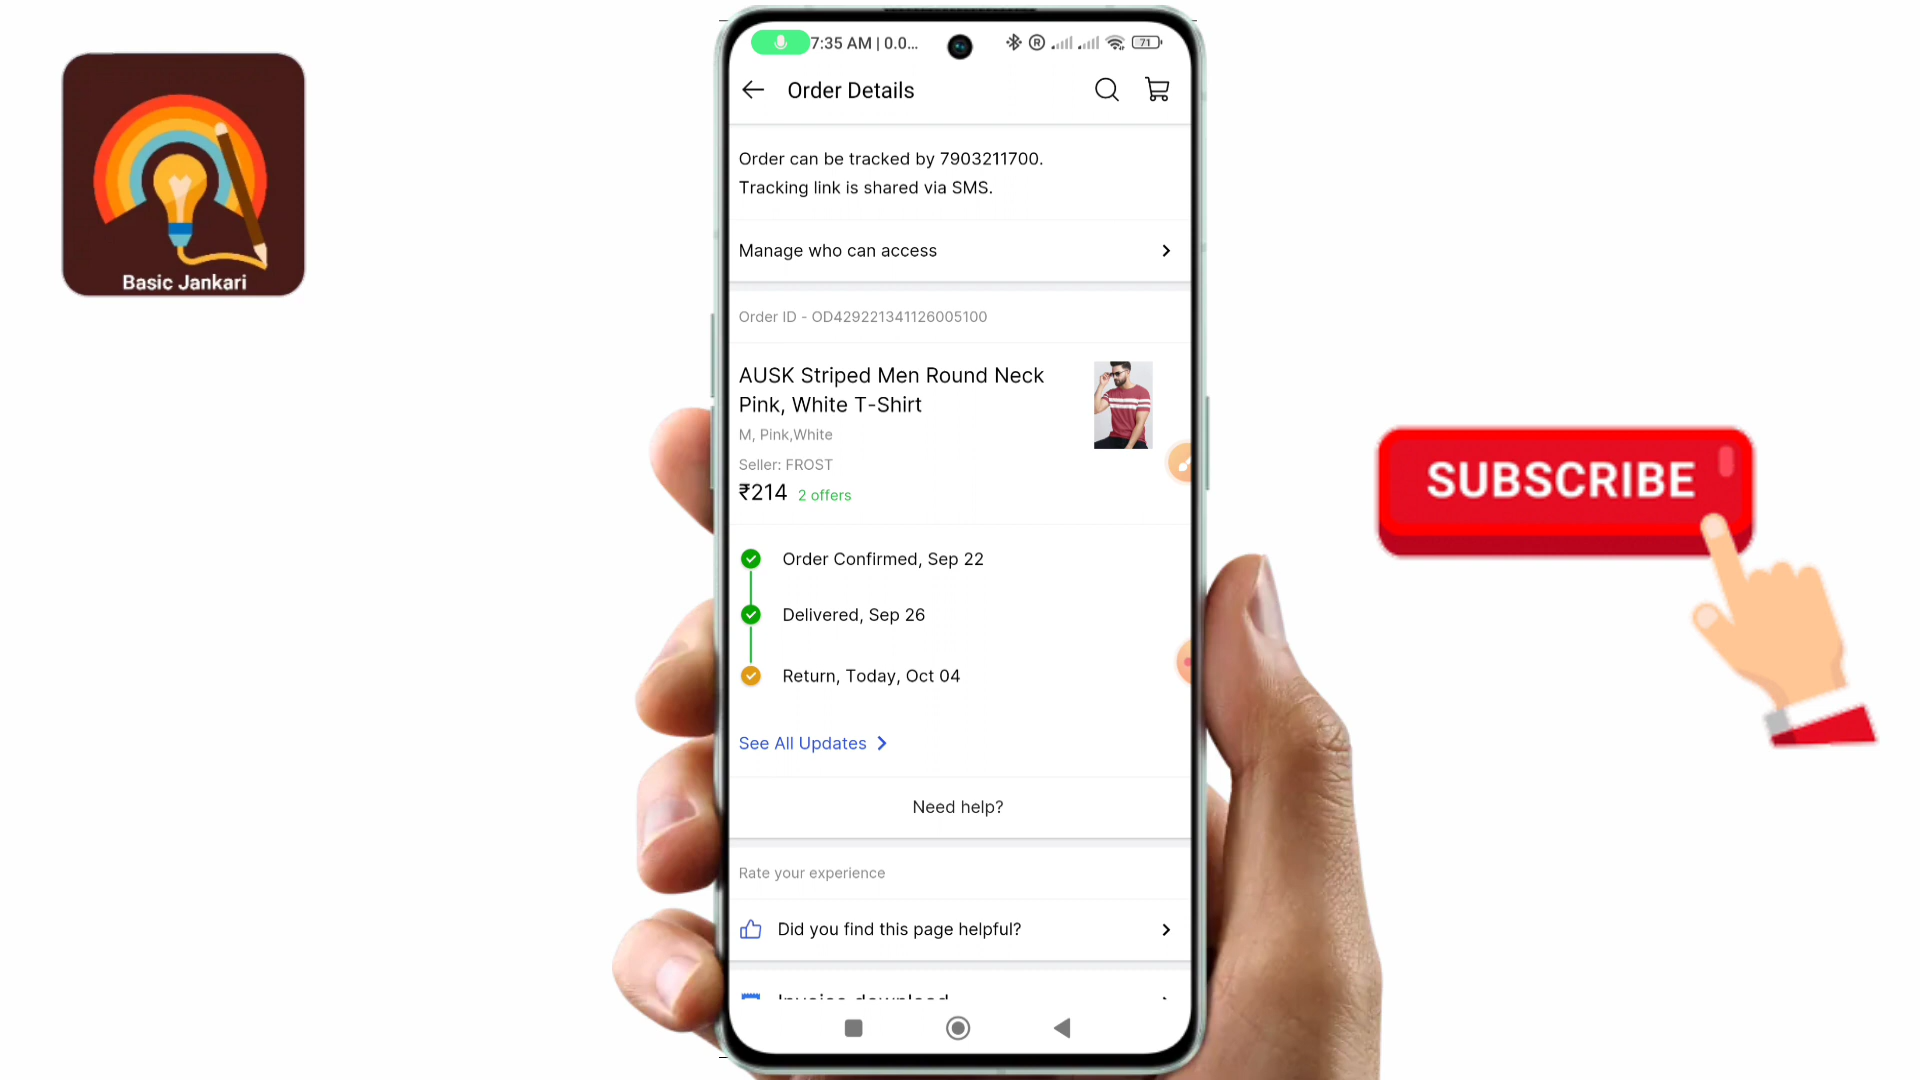 Basic Jankari
7:35 AM | 0.0...
71
Order Details
Order can be tracked by 7903211700.
Tracking link is shared via SMS.
Manage who can access
Order ID - OD429221341126005100
AUSK Striped Men Round Neck
Pink, White T-Shirt
M, Pink,White
Seller: FROST
₹214 2 offers
Order Confirmed, Sep 22
Delivered, Sep 26
Return, Today, Oct 04
See All Updates
Need help?
Rate your experience
Did you find this page helpful?
Invoice download
SUBSCRIBE